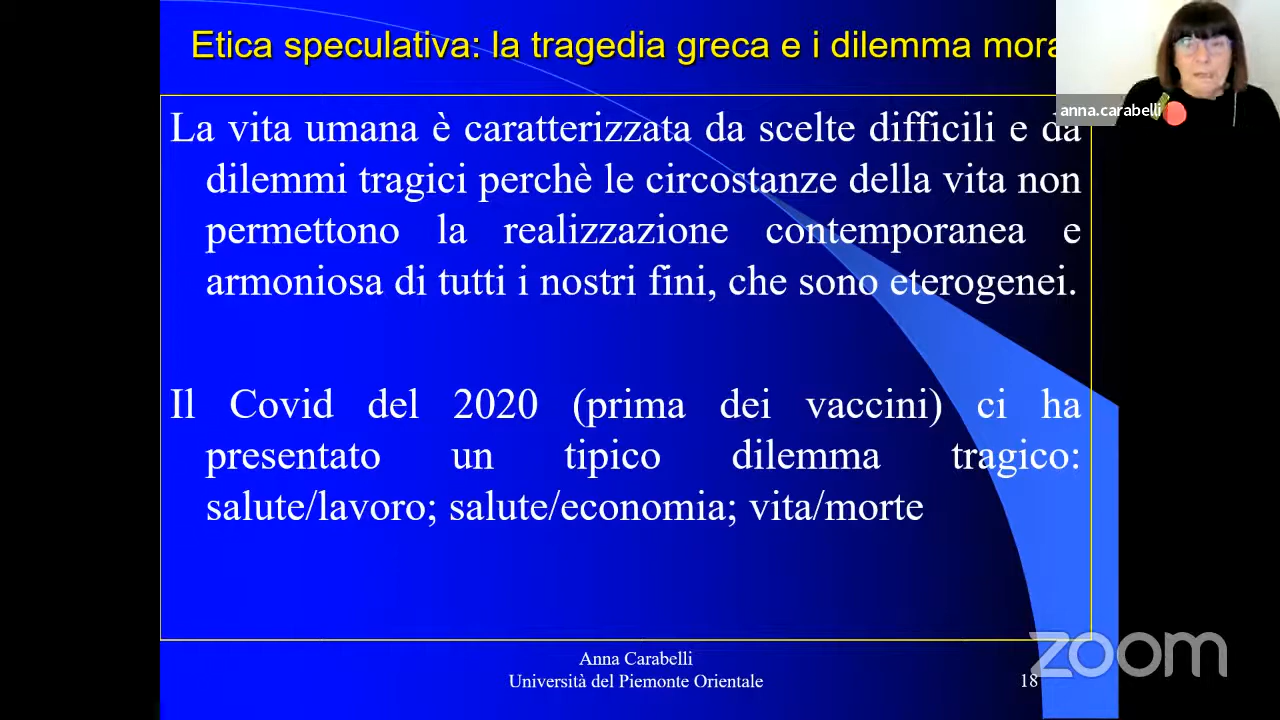 Etica speculativa: la tragedia greca e i dilemma mora
anna.carabelli
La vita umana è caratterizzata da scelte difficili e da
dilemmi tragici perchè le circostanze della vita non
permettono la realizzazione contemporanea e
armoniosa di tutti i nostri fini, che sono eterogenei.
Il Covid del 2020 (prima dei vaccini) ci ha
presentato un tipico dilemma tragico:
salute/lavoro; salute/economia; vita/morte
Anna Carabelli
Università del Piemonte Orientale
18
zoom